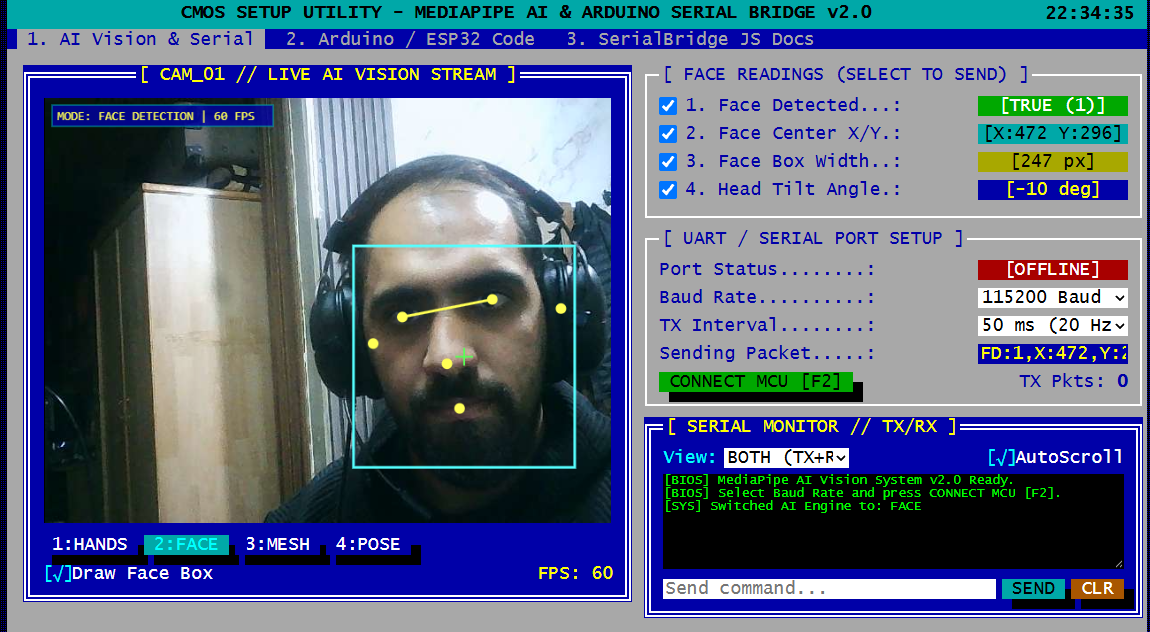 CMOS SETUP UTILITY - MEDIAPIPE AI & ARDUINO SERIAL BRIDGE v2.0 22:34:35
1. AI Vision & Serial 2. Arduino / ESP32 Code 3. SerialBridge JS Docs
[ CAM_01 // LIVE AI VISION STREAM ]
MODE: FACE DETECTION | 60 FPS
1:HANDS 2:FACE 3:MESH 4:POSE
[√]Draw Face Box FPS: 60
[ FACE READINGS (SELECT TO SEND) ]
1. Face Detected...: [TRUE (1)]
2. Face Center X/Y.: [X:472 Y:296]
3. Face Box Width..: [247 px]
4. Head Tilt Angle.: [-10 deg]
[ UART / SERIAL PORT SETUP ]
Port Status........: [OFFLINE]
Baud Rate..........: 115200 Baud
TX Interval........: 50 ms (20 Hz
Sending Packet.....: FD:1,X:472,Y:2
CONNECT MCU [F2] TX Pkts: 0
[ SERIAL MONITOR // TX/RX ]
View: BOTH (TX+R [√]AutoScroll
[BIOS] MediaPipe AI Vision System v2.0 Ready.
[BIOS] Select Baud Rate and press CONNECT MCU [F2].
[SYS] Switched AI Engine to: FACE
Send command... SEND CLR